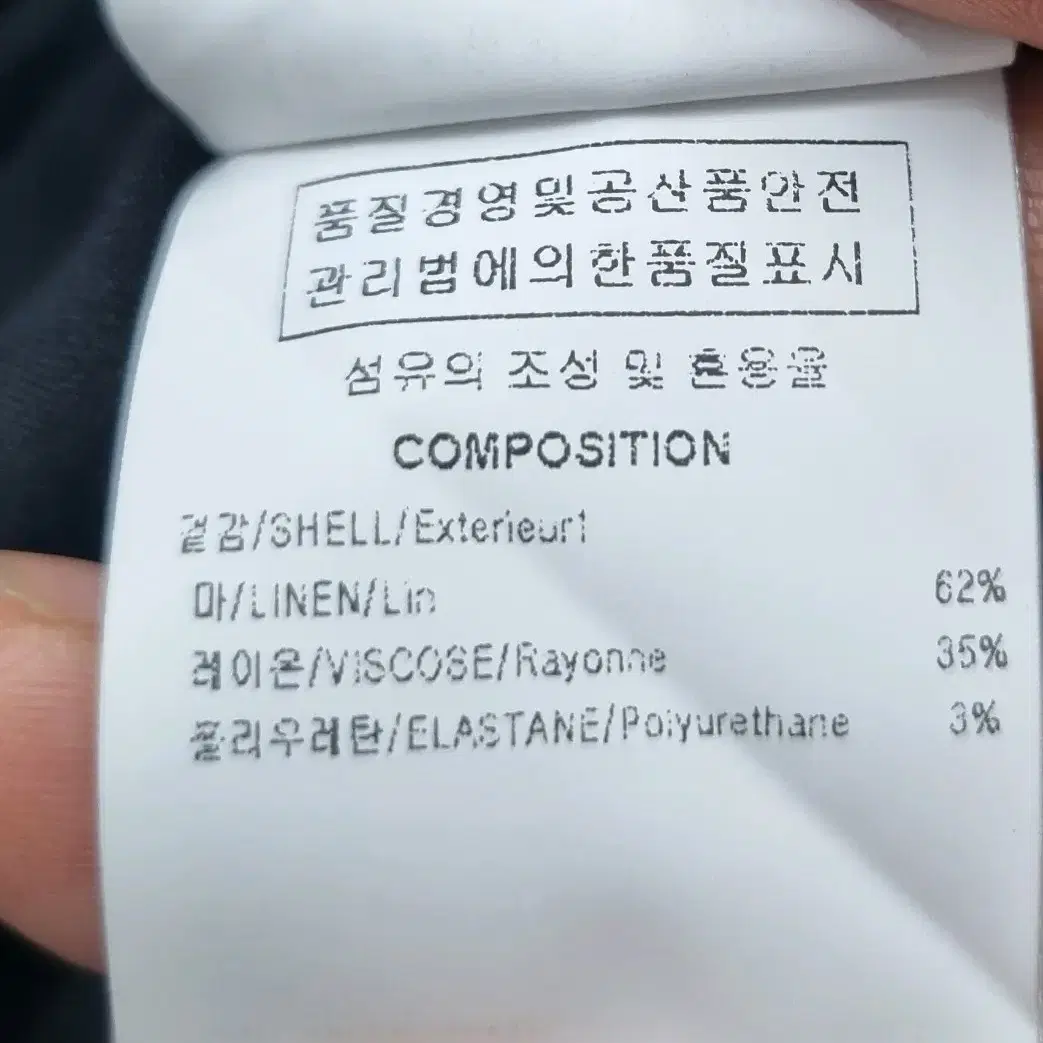 품질경영및공산품안전
관리법에의한품질표시
섬유의 조성 및 혼용율
COMPOSITION
겉감/SHELL/Exterieur1
마/LINEN/Lin 62%
레이온/VISCOSE/Rayonne 35%
폴리우레탄/ELASTANE/Polyurethane 3%